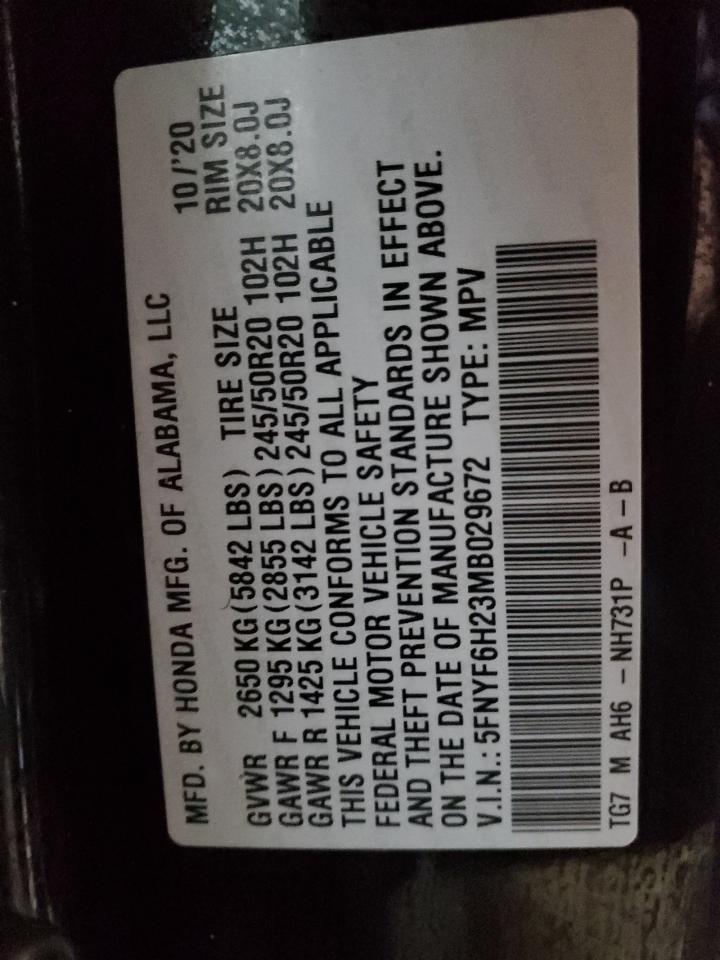 MFD. BY HONDA MFG. OF ALABAMA, LLC 10/'20
GVWR 2650 KG (5842 LBS) TIRE SIZE RIM SIZE
GAWR F 1295 KG (2855 LBS) 245/50R20 102H 20X8.0J
GAWR R 1425 KG (3142 LBS) 245/50R20 102H 20X8.0J
THIS VEHICLE CONFORMS TO ALL APPLICABLE
FEDERAL MOTOR VEHICLE SAFETY
AND THEFT PREVENTION STANDARDS IN EFFECT
ON THE DATE OF MANUFACTURE SHOWN ABOVE.
V.I.N.: 5FNYF6H23MB029672 TYPE: MPV
TG7 M AH6 - NH731P -A-B